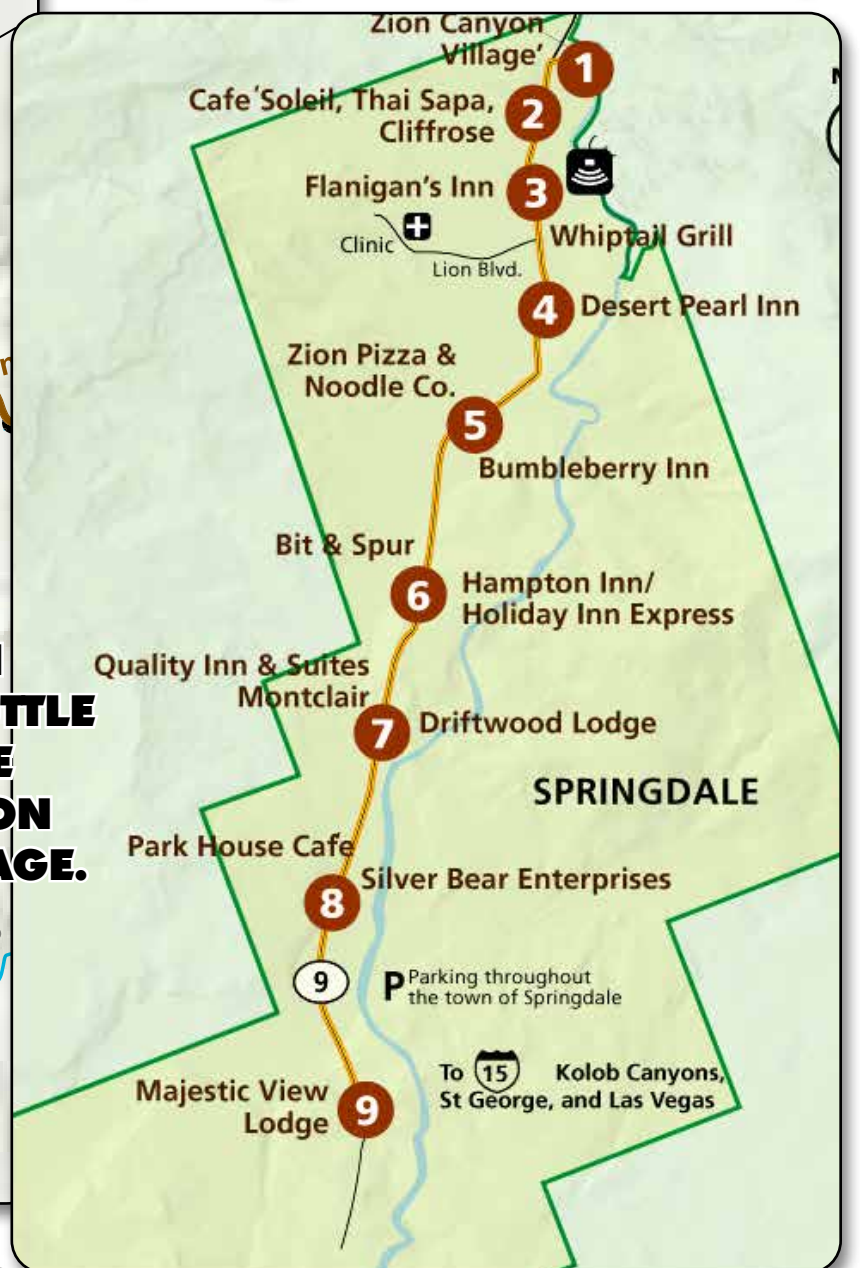 Zion Canyon
Village'
1
Cafe´Soleil, Thai Sapa,
Cliffrose
2
Flanigan's Inn
3
Clinic
Lion Blvd.
Whiptail Grill
4
Desert Pearl Inn
Zion Pizza &
Noodle Co.
5
Bumbleberry Inn
Bit & Spur
6
Hampton Inn/
Holiday Inn Express
Quality Inn & Suites
Montclair
7
Driftwood Lodge
SPRINGDALE
Park House Cafe
8
Silver Bear Enterprises
9
P Parking throughout
the town of Springdale
To 15 Kolob Canyons,
St George, and Las Vegas
Majestic View
Lodge
9
TTLE
E
ON
AGE.